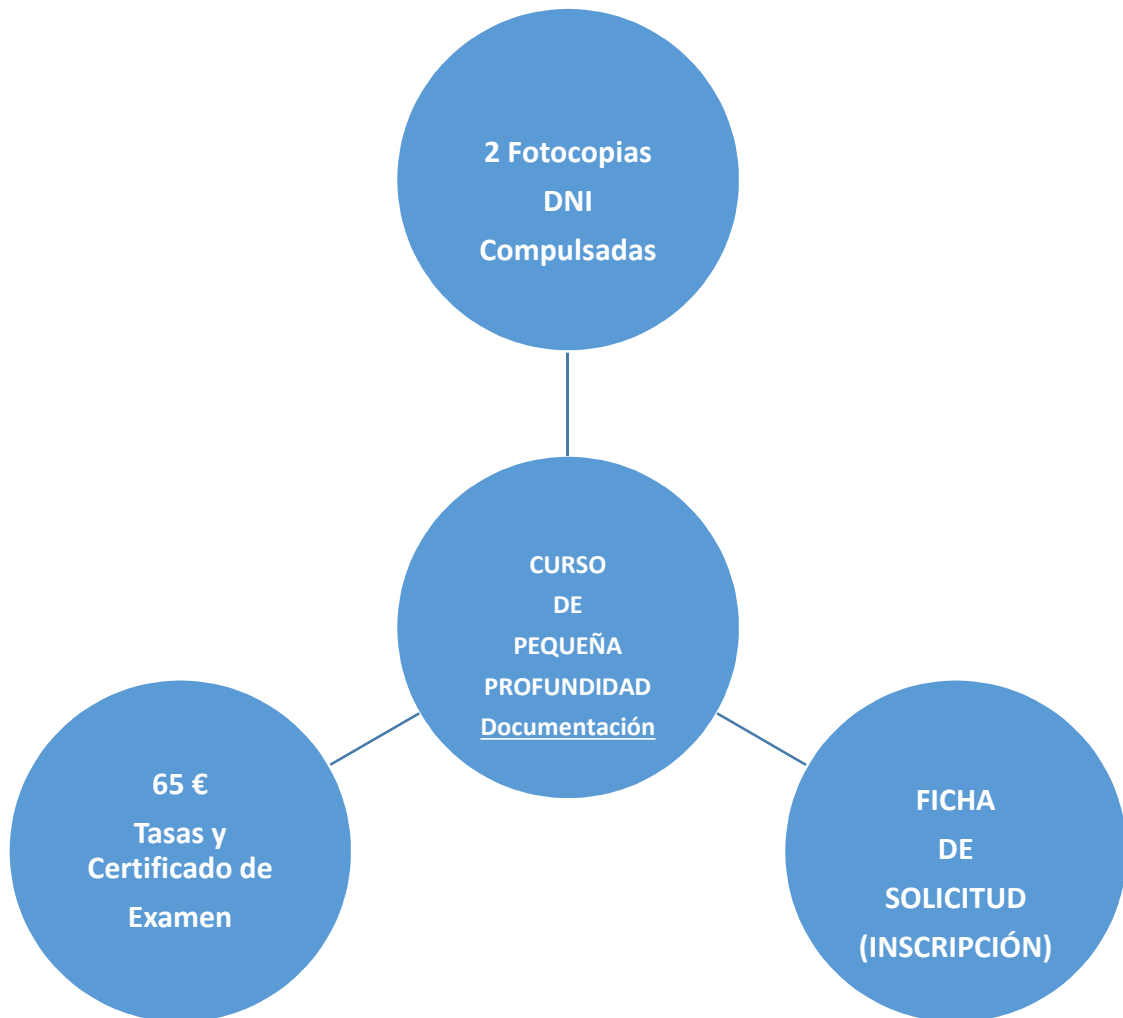 2 Fotocopias
DNI
Compulsadas
CURSO
DE
PEQUEÑA
PROFUNDIDAD
Documentación
65 €
Tasas y
Certificado de
Examen
FICHA
DE
SOLICITUD
(INSCRIPCIÓN)